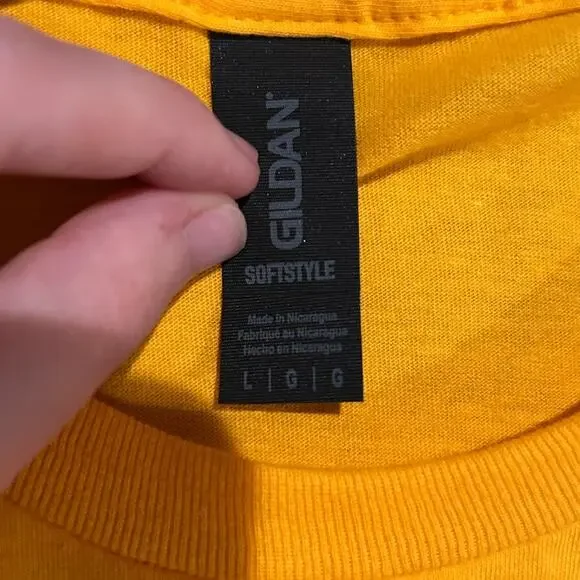 GILDAN®
SOFTSTYLE
Made in Nicaragua
Fabriqué au Nicaragua
Hecho en Nicaragua
L | G | G